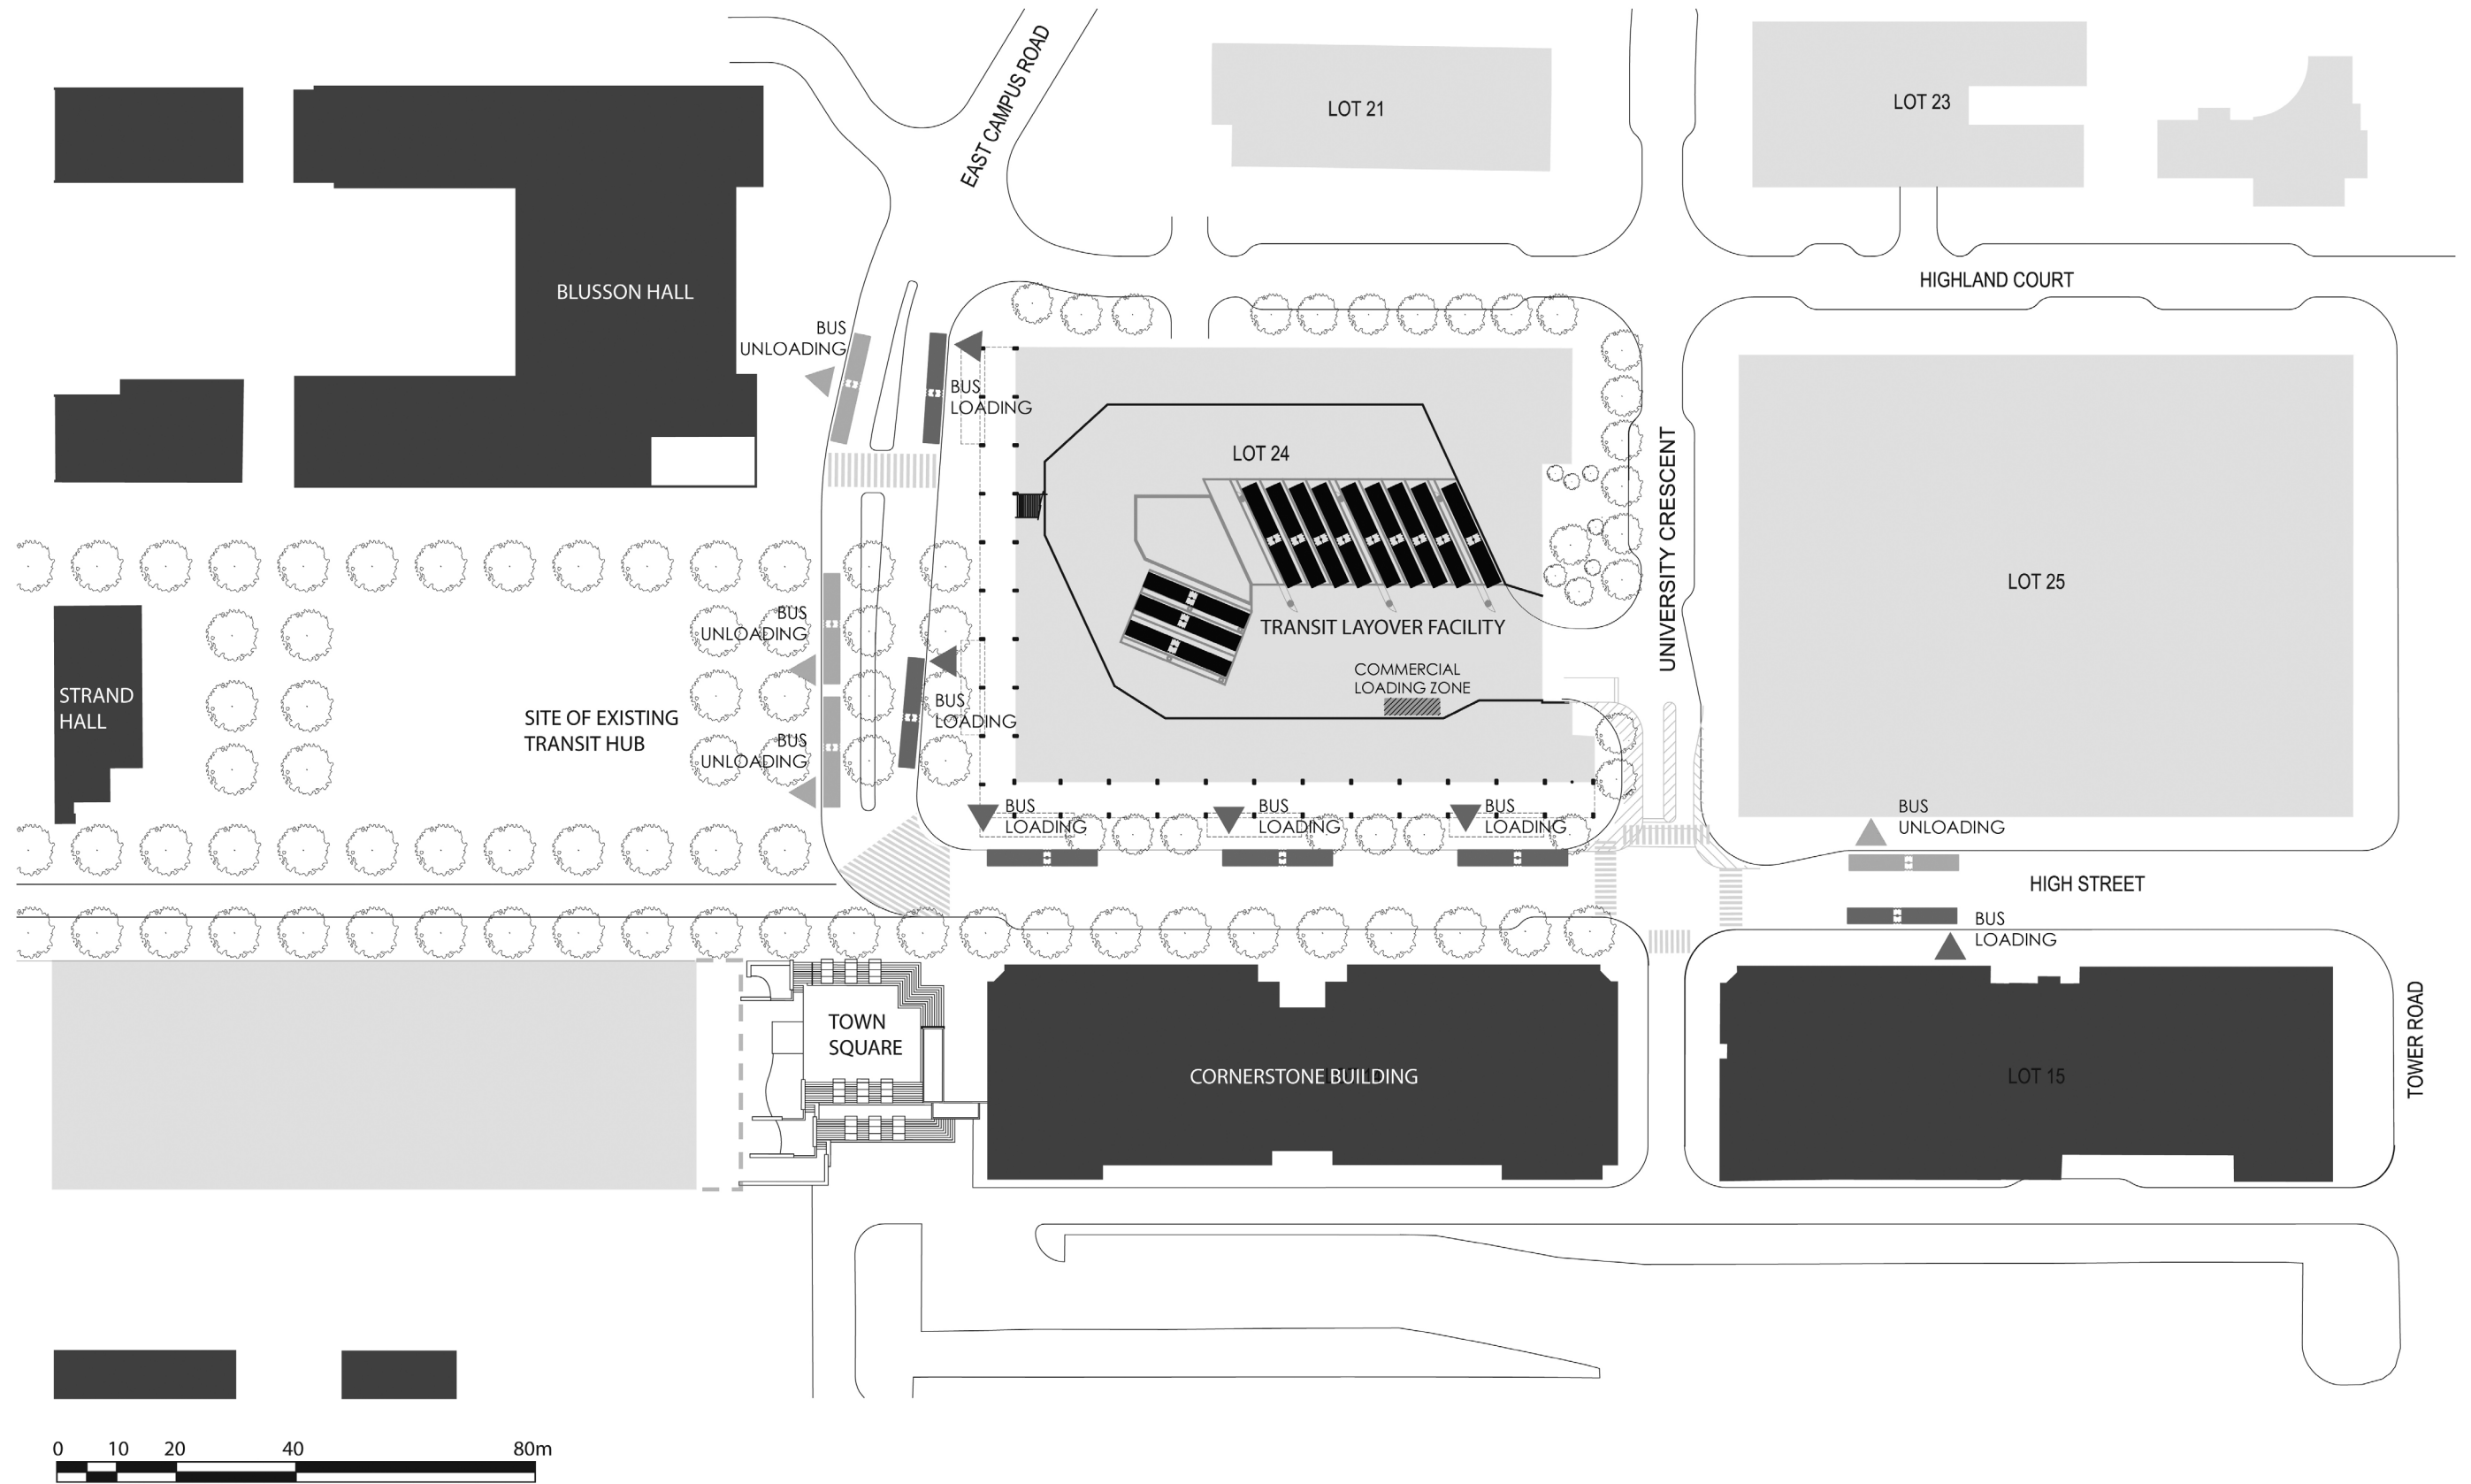 EAST CAMPUS ROAD
LOT 21
LOT 23
BLUSSON HALL
HIGHLAND COURT
BUS
UNLOADING
BUS
LOADING
LOT 24
UNIVERSITY CRESCENT
LOT 25
BUS
UNLOADING
TRANSIT LAYOVER FACILITY
COMMERCIAL
LOADING ZONE
STRAND
HALL
SITE OF EXISTING
TRANSIT HUB
BUS
LOADING
BUS
UNLOADING
BUS
LOADING
BUS
LOADING
BUS
LOADING
BUS
UNLOADING
HIGH STREET
BUS
LOADING
TOWN
SQUARE
CORNERSTONE BUILDING
LOT 15
TOWER ROAD
0 10 20 40 80m